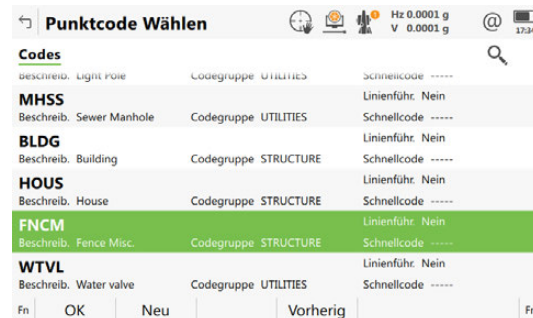 Punktcode Wählen
Hz 0.0001 g
V 0.0001 g
@
17:34
Codes
Beschreib. Light Pole Codegruppe UTILITIES Schnellcode -----
MHSS Linienführ. Nein
Beschreib. Sewer Manhole Codegruppe UTILITIES Schnellcode -----
BLDG Linienführ. Nein
Beschreib. Building Codegruppe STRUCTURE Schnellcode -----
HOUS Linienführ. Nein
Beschreib. House Codegruppe STRUCTURE Schnellcode -----
FNCM Linienführ. Nein
Beschreib. Fence Misc. Codegruppe STRUCTURE Schnellcode -----
WTVL Linienführ. Nein
Beschreib. Water valve Codegruppe UTILITIES Schnellcode -----
Fn OK Neu Vorherig